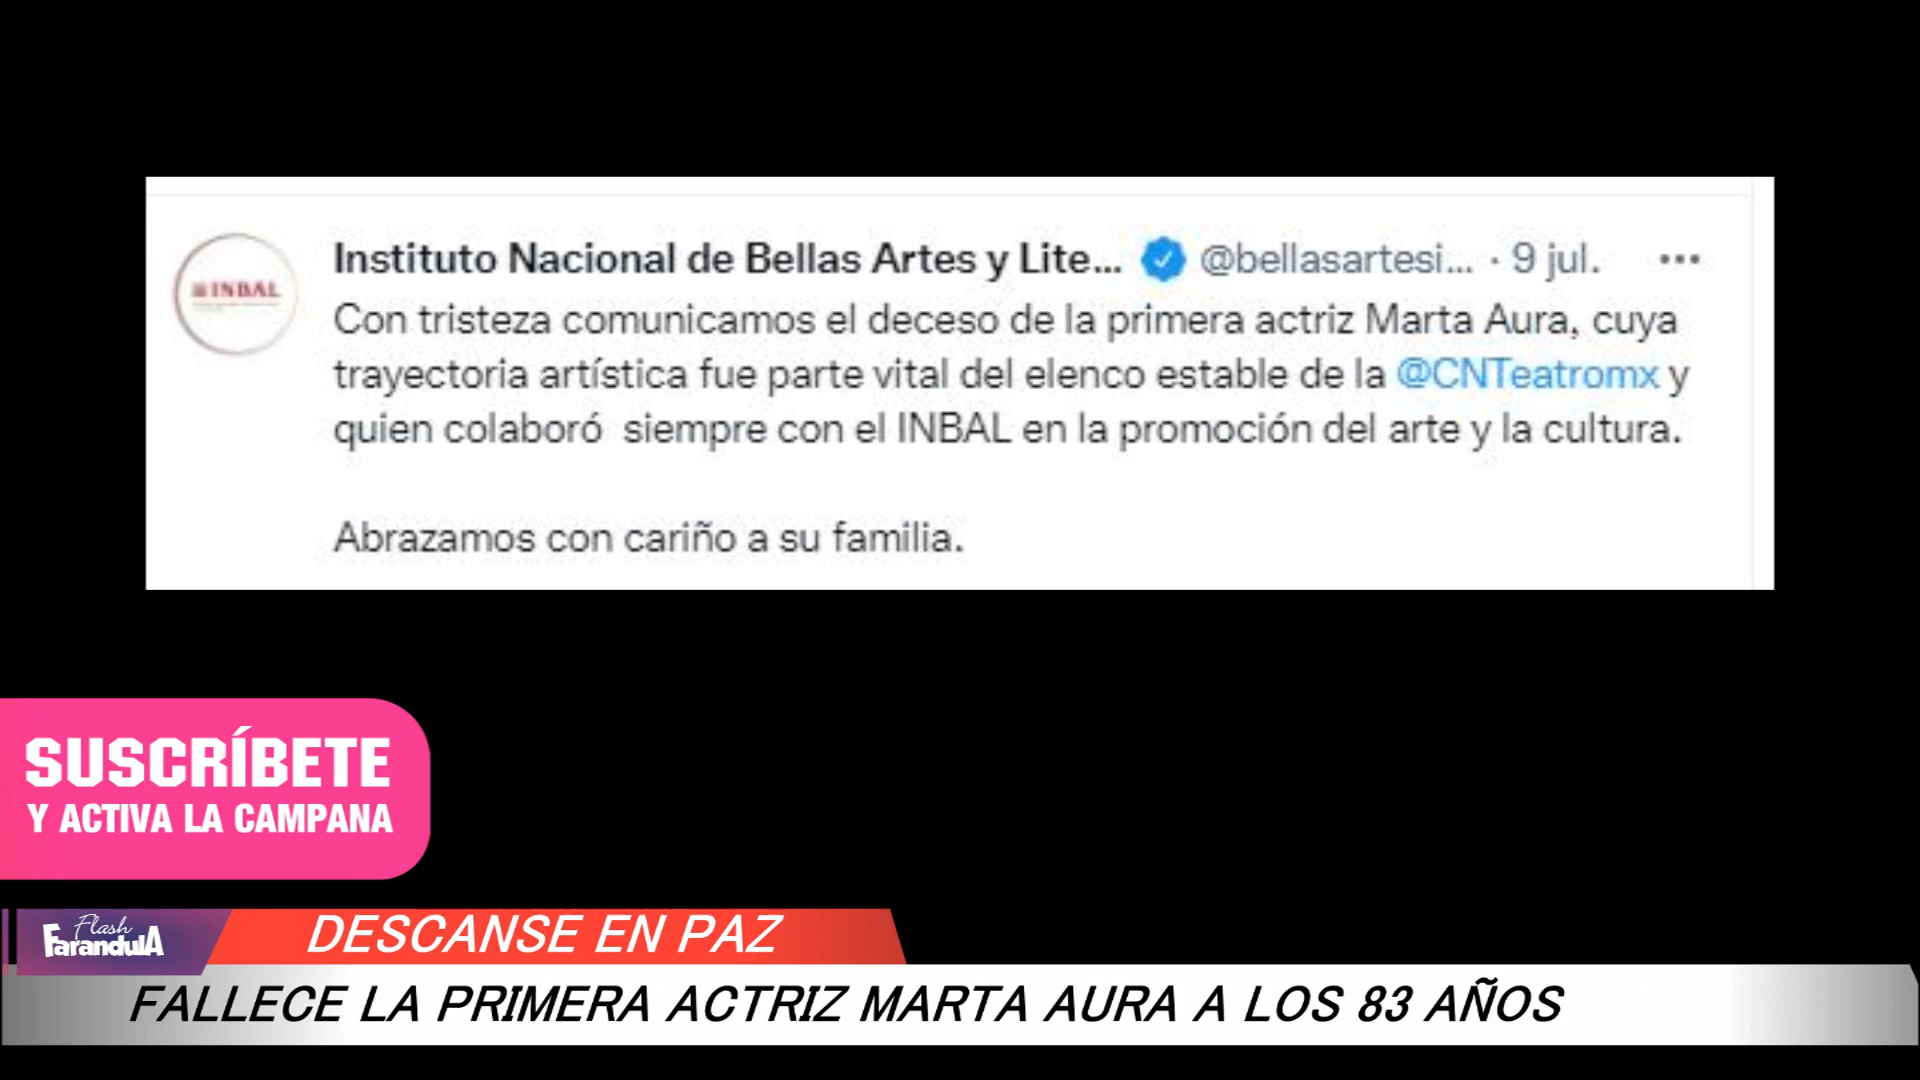 INBAL
Instituto Nacional de Bellas Artes y Lite... @bellasartesi... · 9 jul. ...
Con tristeza comunicamos el deceso de la primera actriz Marta Aura, cuya
trayectoria artística fue parte vital del elenco estable de la @CNTeatromx y
quien colaboró siempre con el INBAL en la promoción del arte y la cultura.
Abrazamos con cariño a su familia.
SUSCRÍBETE
Y ACTIVA LA CAMPANA
Flash
FarandulA
DESCANSE EN PAZ
FALLECE LA PRIMERA ACTRIZ MARTA AURA A LOS 83 AÑOS